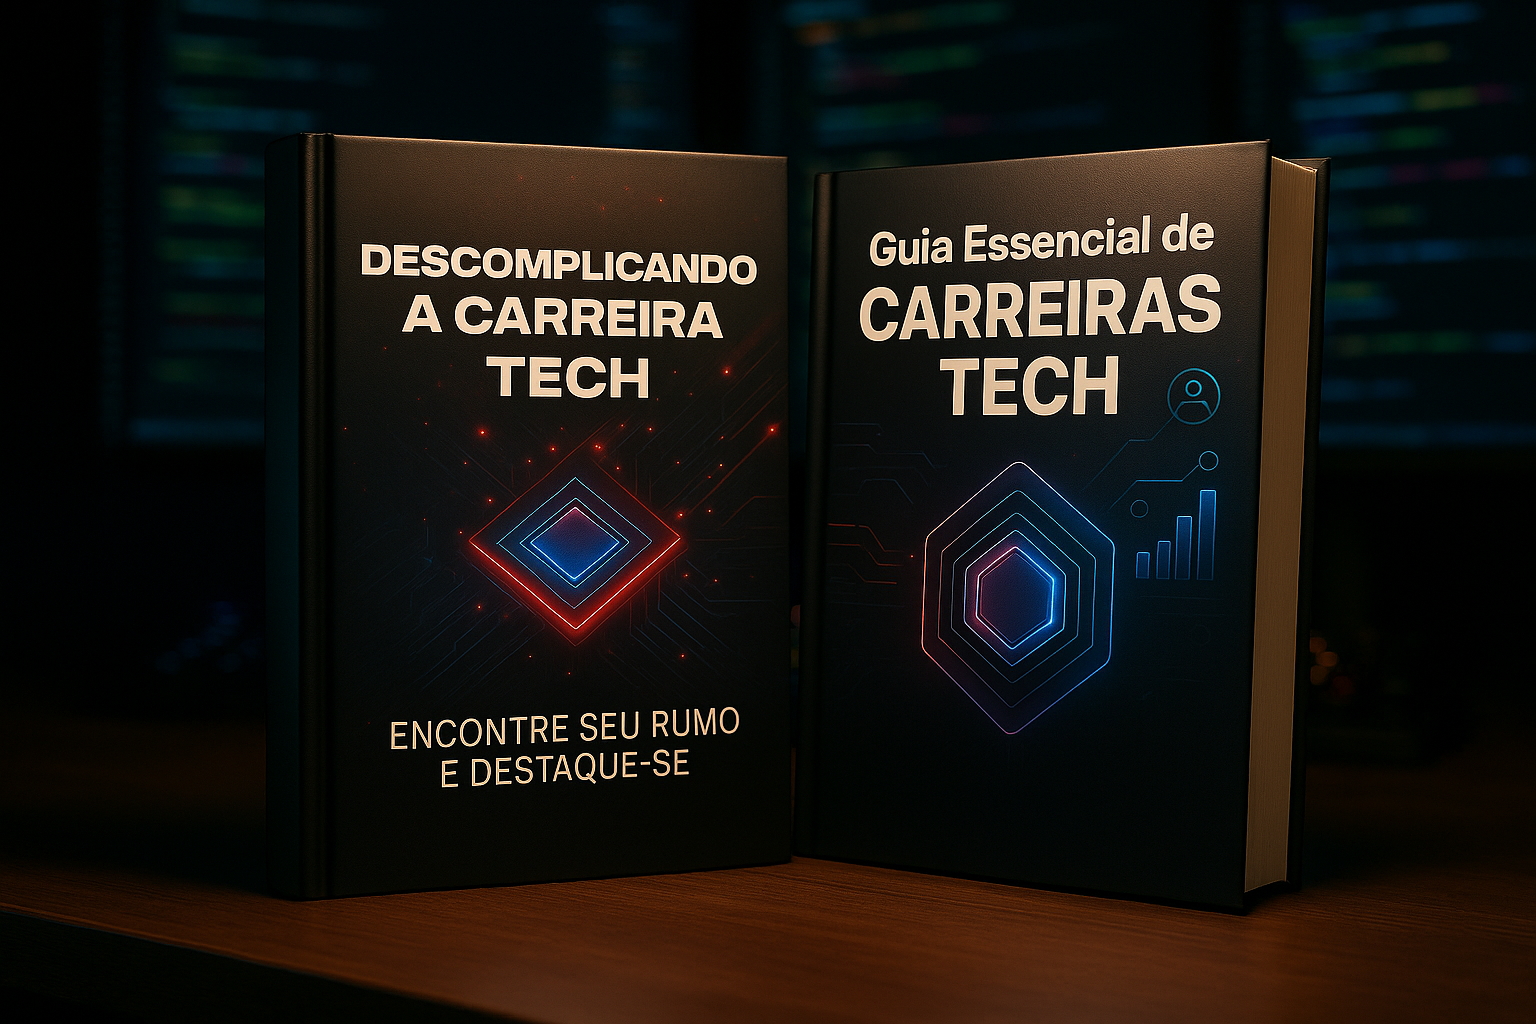 DESCOMPLICANDO
A CARREIRA
TECH
ENCONTRE SEU RUMO
E DESTAQUE-SE
Guia Essencial de
CARREIRAS
TECH